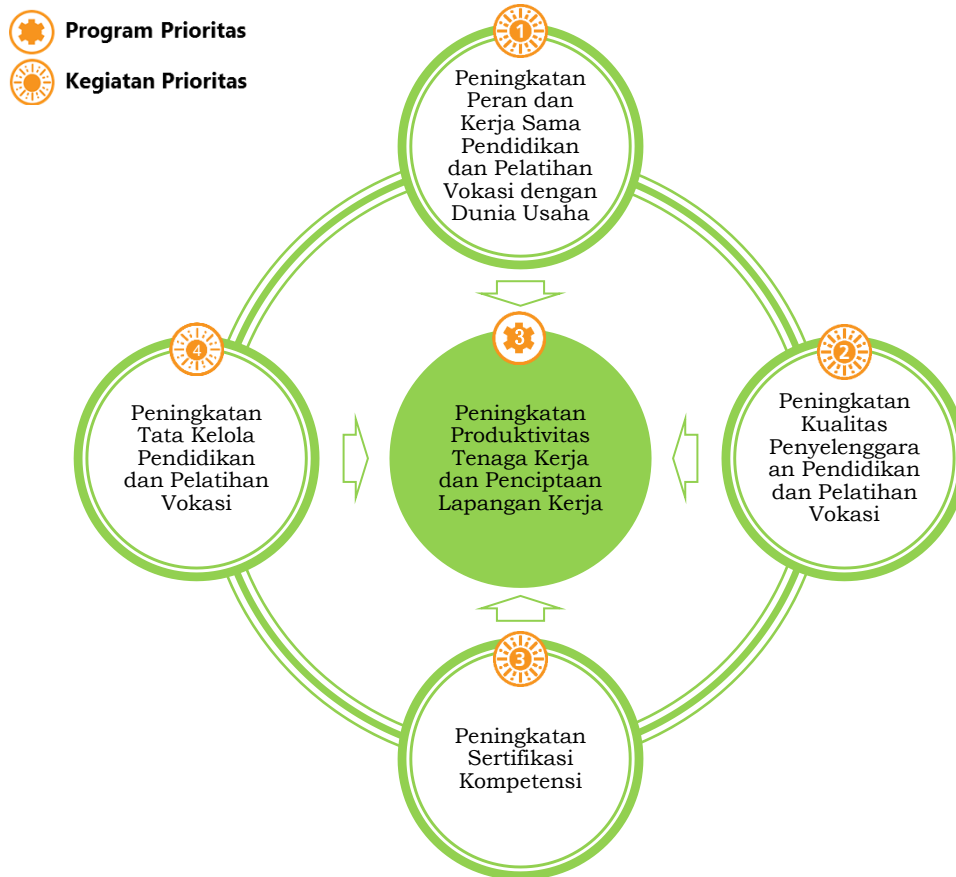 Program Prioritas
Kegiatan Prioritas
1
Peningkatan
Peran dan
Kerja Sama
Pendidikan
dan Pelatihan
Vokasi dengan
Dunia Usaha
4
Peningkatan
Tata Kelola
Pendidikan
dan Pelatihan
Vokasi
3
Peningkatan
Produktivitas
Tenaga Kerja
dan Penciptaan
Lapangan Kerja
2
Peningkatan
Kualitas
Penyelenggara
an Pendidikan
dan Pelatihan
Vokasi
3
Peningkatan
Sertifikasi
Kompetensi